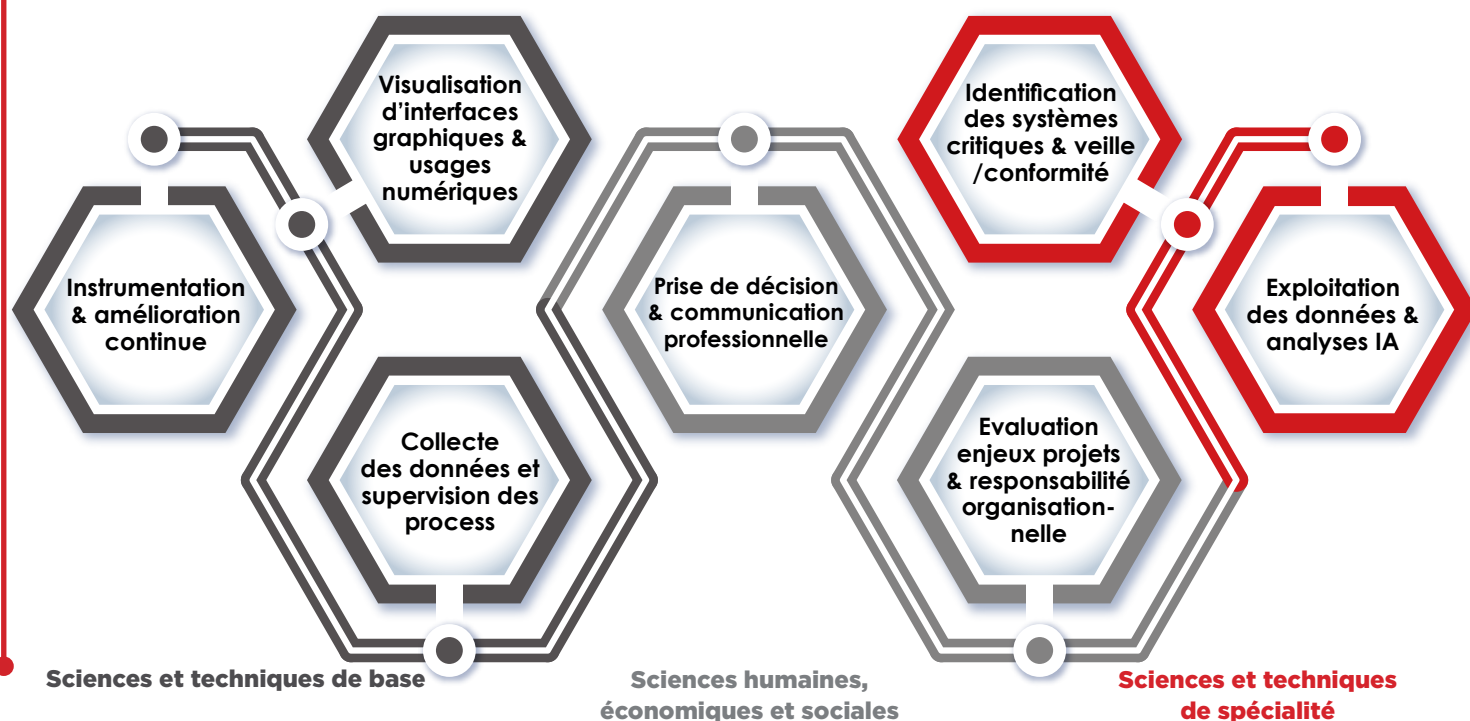 Visualisation
d’interfaces
graphiques &
usages
numériques
Identification
des systèmes
critiques & veille
/conformité
Instrumentation
& amélioration
continue
Prise de décision
& communication
professionnelle
Exploitation
des données &
analyses IA
Collecte
des données et
supervision des
process
Evaluation
enjeux projets
& responsabilité
organisation-
nelle
Sciences et techniques de base
Sciences humaines,
économiques et sociales
Sciences et techniques
de spécialité